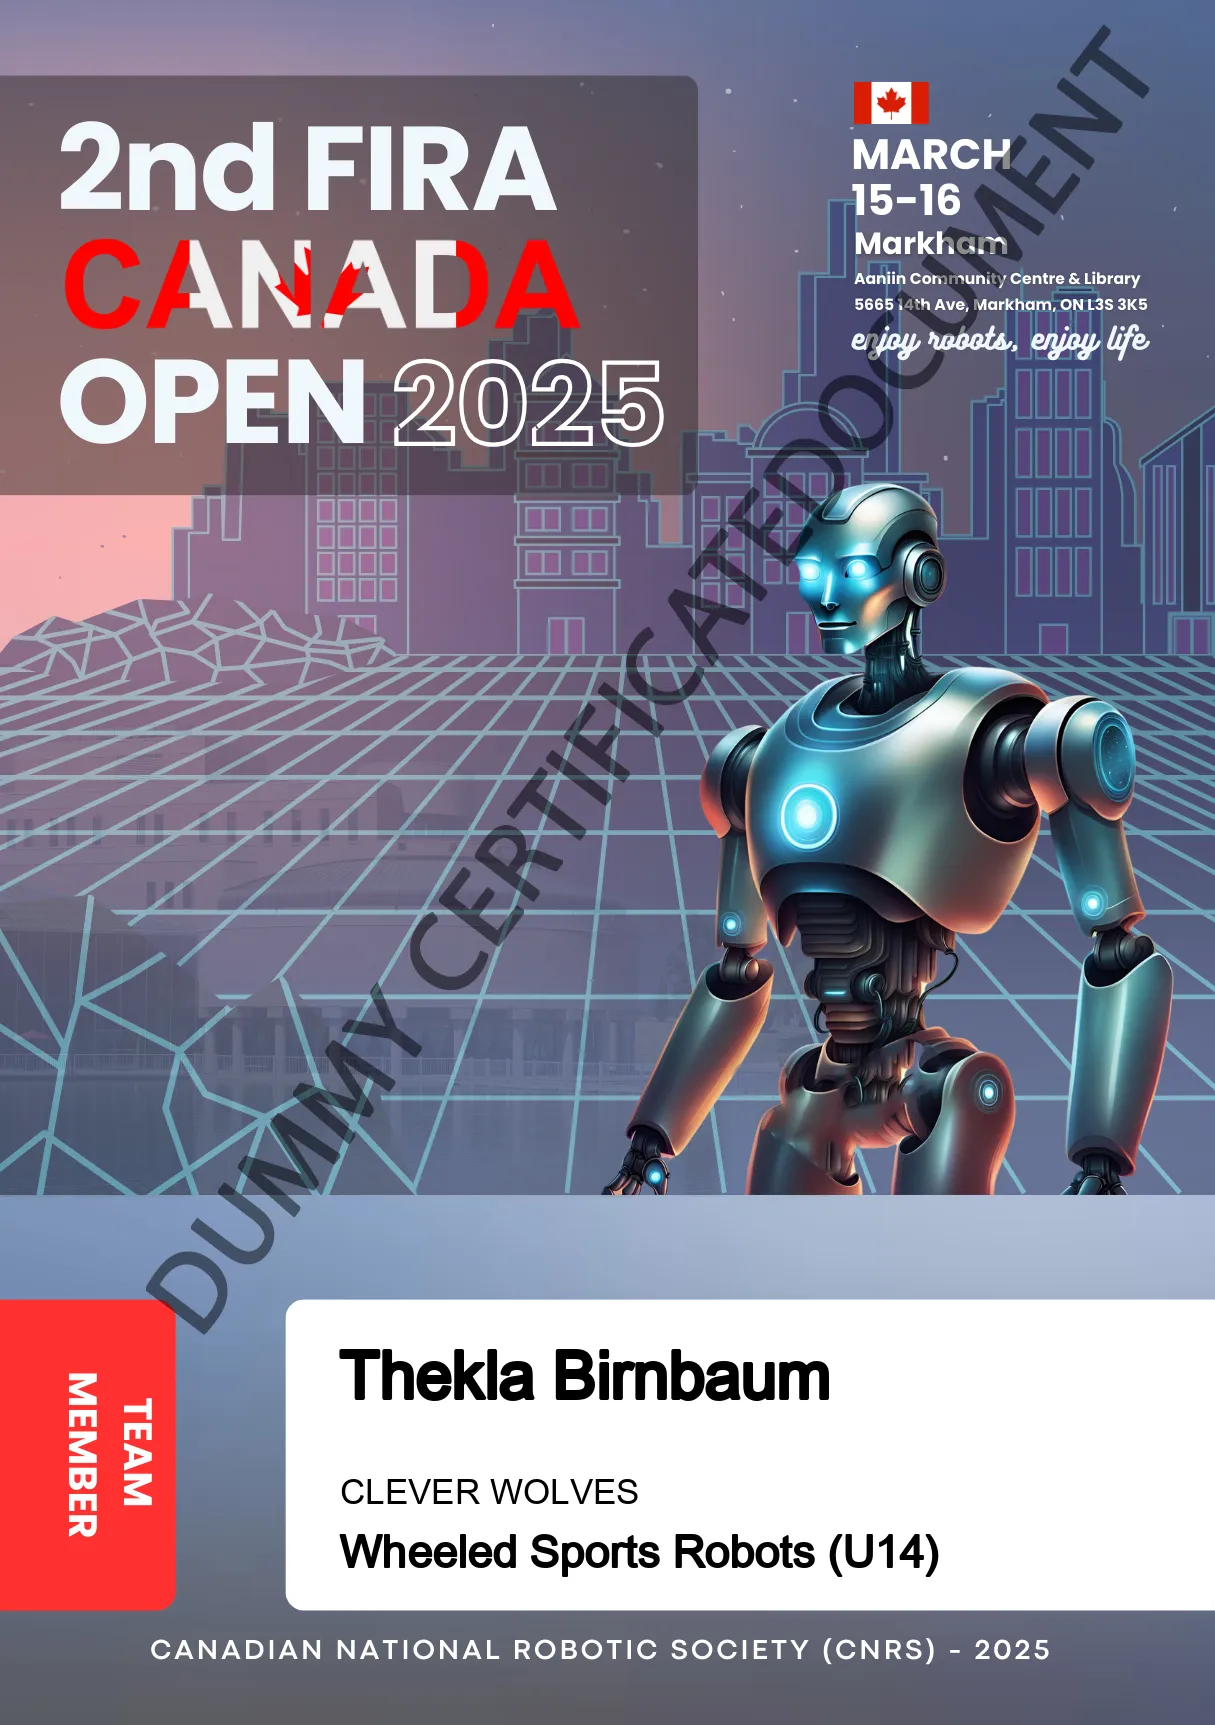 2nd FIRA
CANADA
OPEN 2025
MARCH
15-16
Markham
Aaniin Community Centre & Library
5665 14th Ave, Markham, ON L3S 3K5
enjoy robots, enjoy life
DUMMY CERTIFICATEDOCUMENT
TEAM
MEMBER
Thekla Birnbaum
CLEVER WOLVES
Wheeled Sports Robots (U14)
CANADIAN NATIONAL ROBOTIC SOCIETY (CNRS) - 2025